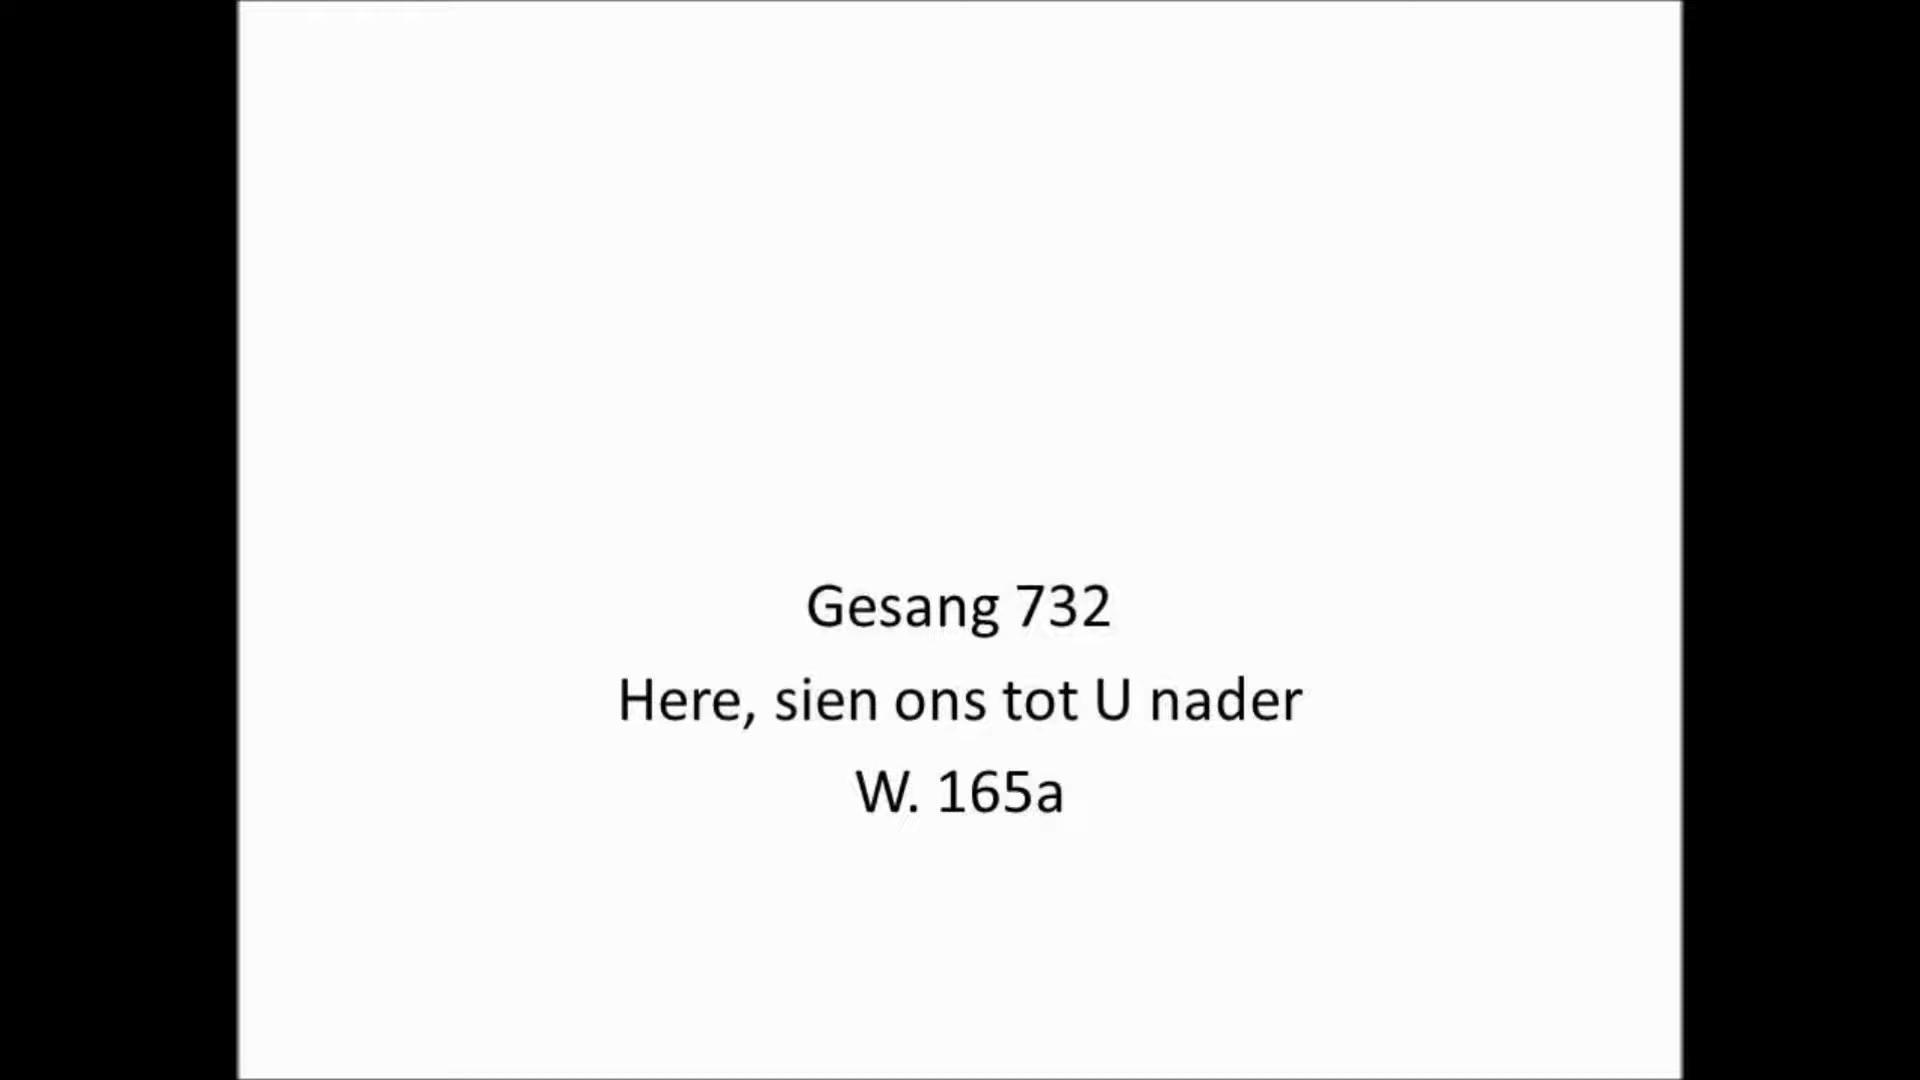 Gesang 732
Here, sien ons tot U nader
W. 165a